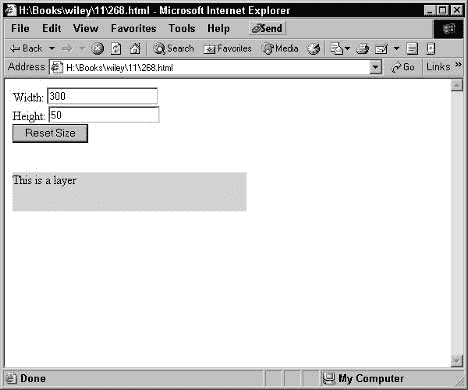 H:\Books\wiley\11\268.html - Microsoft Internet Explorer
File Edit View Favorites Tools Help Send
Back Search Favorites Media
Address H:\Books\wiley\11\268.html Go Links »
Width: 300
Height: 50
Reset Size
This is a layer
Done My Computer